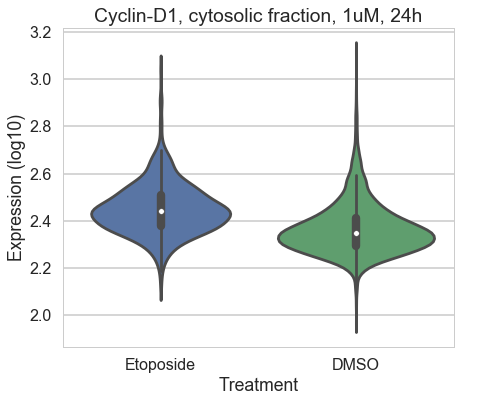 Cyclin-D1, cytosolic fraction, 1uM, 24h
Expression (log10)
3.2
3.0
2.8
2.6
2.4
2.2
2.0
Etoposide DMSO
Treatment